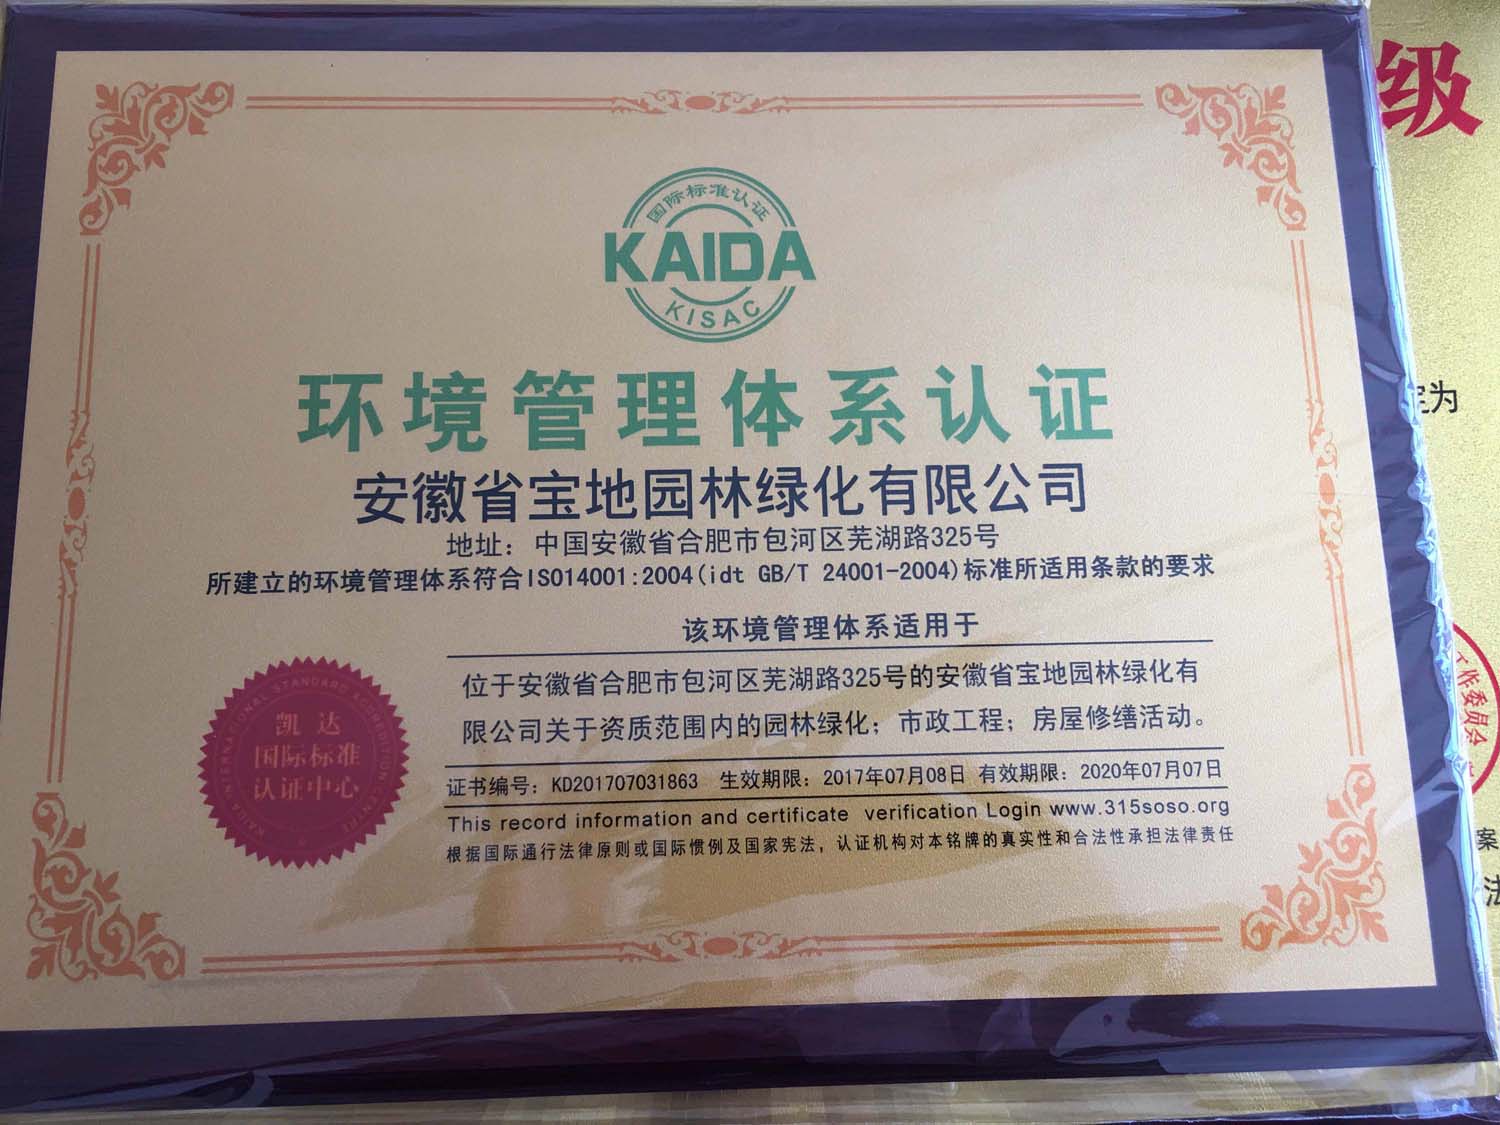 国际标准认证
KAIDA
KISAC
环境管理体系认证
安徽省宝地园林绿化有限公司
地址：中国安徽省合肥市包河区芜湖路325号
所建立的环境管理体系符合ISO14001:2004(idt GB/T 24001-2004)标准所适用条款的要求
该环境管理体系适用于
位于安徽省合肥市包河区芜湖路325号的安徽省宝地园林绿化有
限公司关于资质范围内的园林绿化；市政工程；房屋修缮活动。
证书编号：KD201707031863 生效期限：2017年07月08日 有效期限：2020年07月07日
This record information and certificate verification Login www.315soso.org
根据国际通行法律原则或国际惯例及国家宪法，认证机构对本铭牌的真实性和合法性承担法律责任
KAIDA INTERNACIONAL STANDARD ACCREDITION CENTRE
凯达
国际标准
认证中心
级
定为
工作委员会
案
法